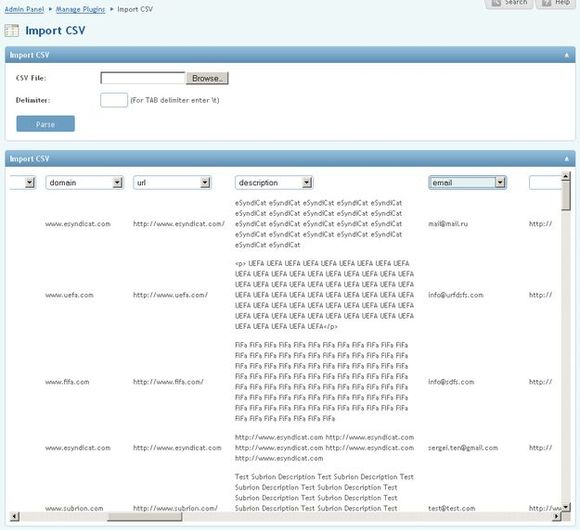 Search Help
Admin Panel ▸ Manage Plugins ▸ Import CSV
Import CSV
Import CSV
CSV File: Browse..
Delimiter: (For TAB delimiter enter \t)
Parse
Import CSV
domain url description email
eSyndiCat eSyndiCat eSyndiCat eSyndiCat eSyndiCat
eSyndiCat eSyndiCat eSyndiCat eSyndiCat eSyndiCat
www.esyndicat.com http://www.esyndicat.com/ eSyndiCat eSyndiCat eSyndiCat eSyndiCat eSyndiCat mail@mail.ru http://
eSyndiCat eSyndiCat eSyndiCat eSyndiCat eSyndiCat
eSyndiCat eSyndiCat
<p> UEFA UEFA UEFA UEFA UEFA UEFA UEFA UEFA UEFA
UEFA UEFA UEFA UEFA UEFA UEFA UEFA UEFA UEFA UEFA
UEFA UEFA UEFA UEFA UEFA UEFA UEFA UEFA UEFA UEFA
www.uefa.com http://www.uefa.com/ UEFA UEFA UEFA UEFA UEFA UEFA UEFA UEFA UEFA UEFA info@urfdsfs.com http://
UEFA UEFA UEFA UEFA UEFA UEFA UEFA UEFA UEFA UEFA
UEFA UEFA UEFA UEFA UEFA UEFA UEFA UEFA UEFA UEFA
UEFA UEFA UEFA UEFA UEFA</p>
FIFa FIFa FIFa FIFa FIFa FIFa FIFa FIFa FIFa FIFa FIFa FIFa
FIFa FIFa FIFa FIFa FIFa FIFa FIFa FIFa FIFa FIFa FIFa FIFa
FIFa FIFa FIFa FIFa FIFa FIFa FIFa FIFa FIFa FIFa FIFa FIFa
www.fifa.com http://www.fifa.com/ FIFa FIFa FIFa FIFa FIFa FIFa FIFa FIFa FIFa FIFa FIFa FIFa info@sdfs.com http://
FIFa FIFa FIFa FIFa FIFa FIFa FIFa FIFa FIFa FIFa FIFa FIFa
FIFa FIFa FIFa FIFa FIFa FIFa FIFa FIFa FIFa FIFa FIFa FIFa
FIFa FIFa FIFa FIFa FIFa FIFa FIFa FIFa FIFa FIFa FIFa FIFa
FIFa FIFa FIFa FIFa FIFa FIFa FIFa
http://www.esyndicat.com http://www.esyndicat.com
www.esyndicat.com http://www.esyndicat.com http://www.esyndicat.com http://www.esyndicat.com sergei.ten@gmail.com http://
http://www.esyndicat.com
Test Subrion Description Test Subrion Description Test
Subrion Description Test Subrion Description Test
Subrion Description Test Subrion Description Test
www.subrion.com http://www.subrion.com/ Subrion Description Test Subrion Description Test test@test.com http://ww